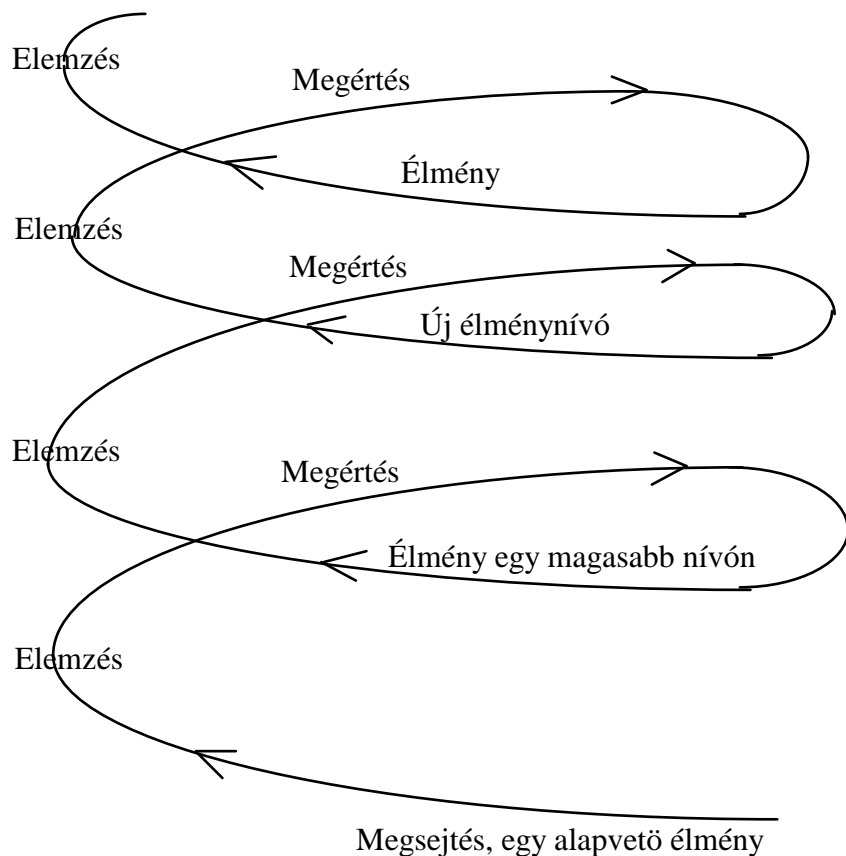 Elemzés
Megértés
Élmény
Elemzés
Megértés
Új élménynívó
Elemzés
Megértés
Élmény egy magasabb nívón
Elemzés
Megsejtés, egy alapvetö élmény